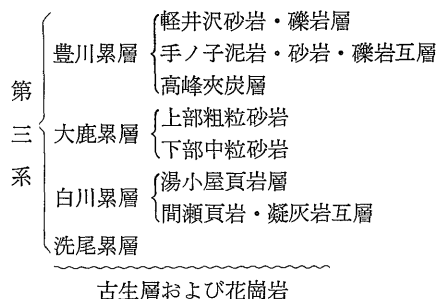 第三系
豊川累層
軽井沢砂岩・礫岩層
手ノ子泥岩・砂岩・礫岩互層
高峰夾炭層
大鹿累層
上部粗粒砂岩
下部中粒砂岩
白川累層
湯小屋頁岩層
間瀬頁岩・凝灰岩互層
洗尾累層
古生層および花崗岩